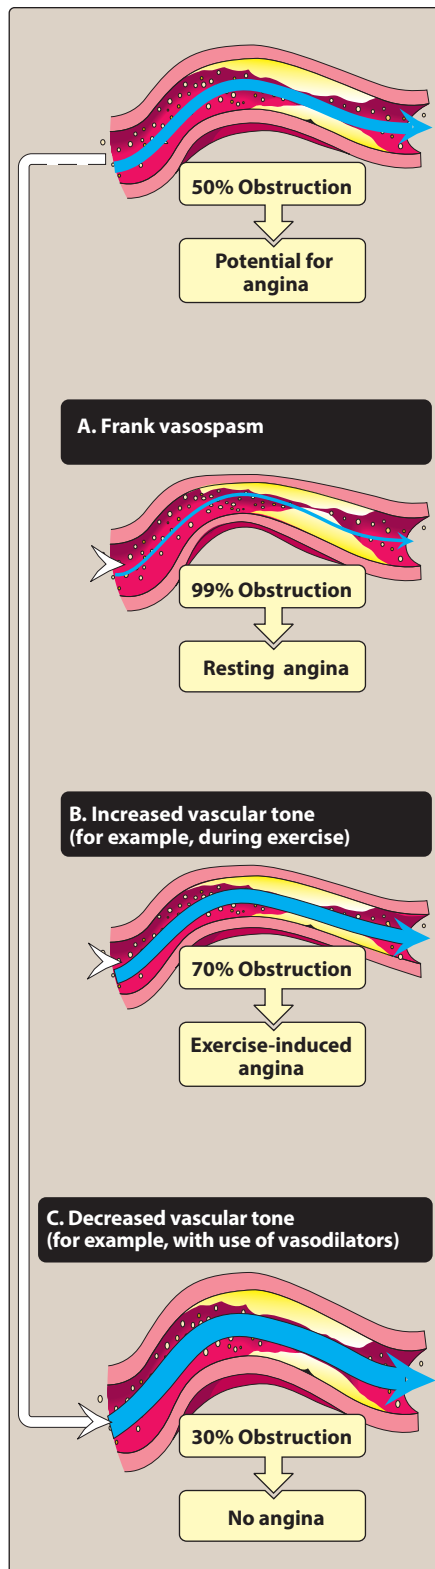 50% Obstruction
Potential for
angina
A. Frank vasospasm
99% Obstruction
Resting angina
B. Increased vascular tone
(for example, during exercise)
70% Obstruction
Exercise-induced
angina
C. Decreased vascular tone
(for example, with use of vasodilators)
30% Obstruction
No angina